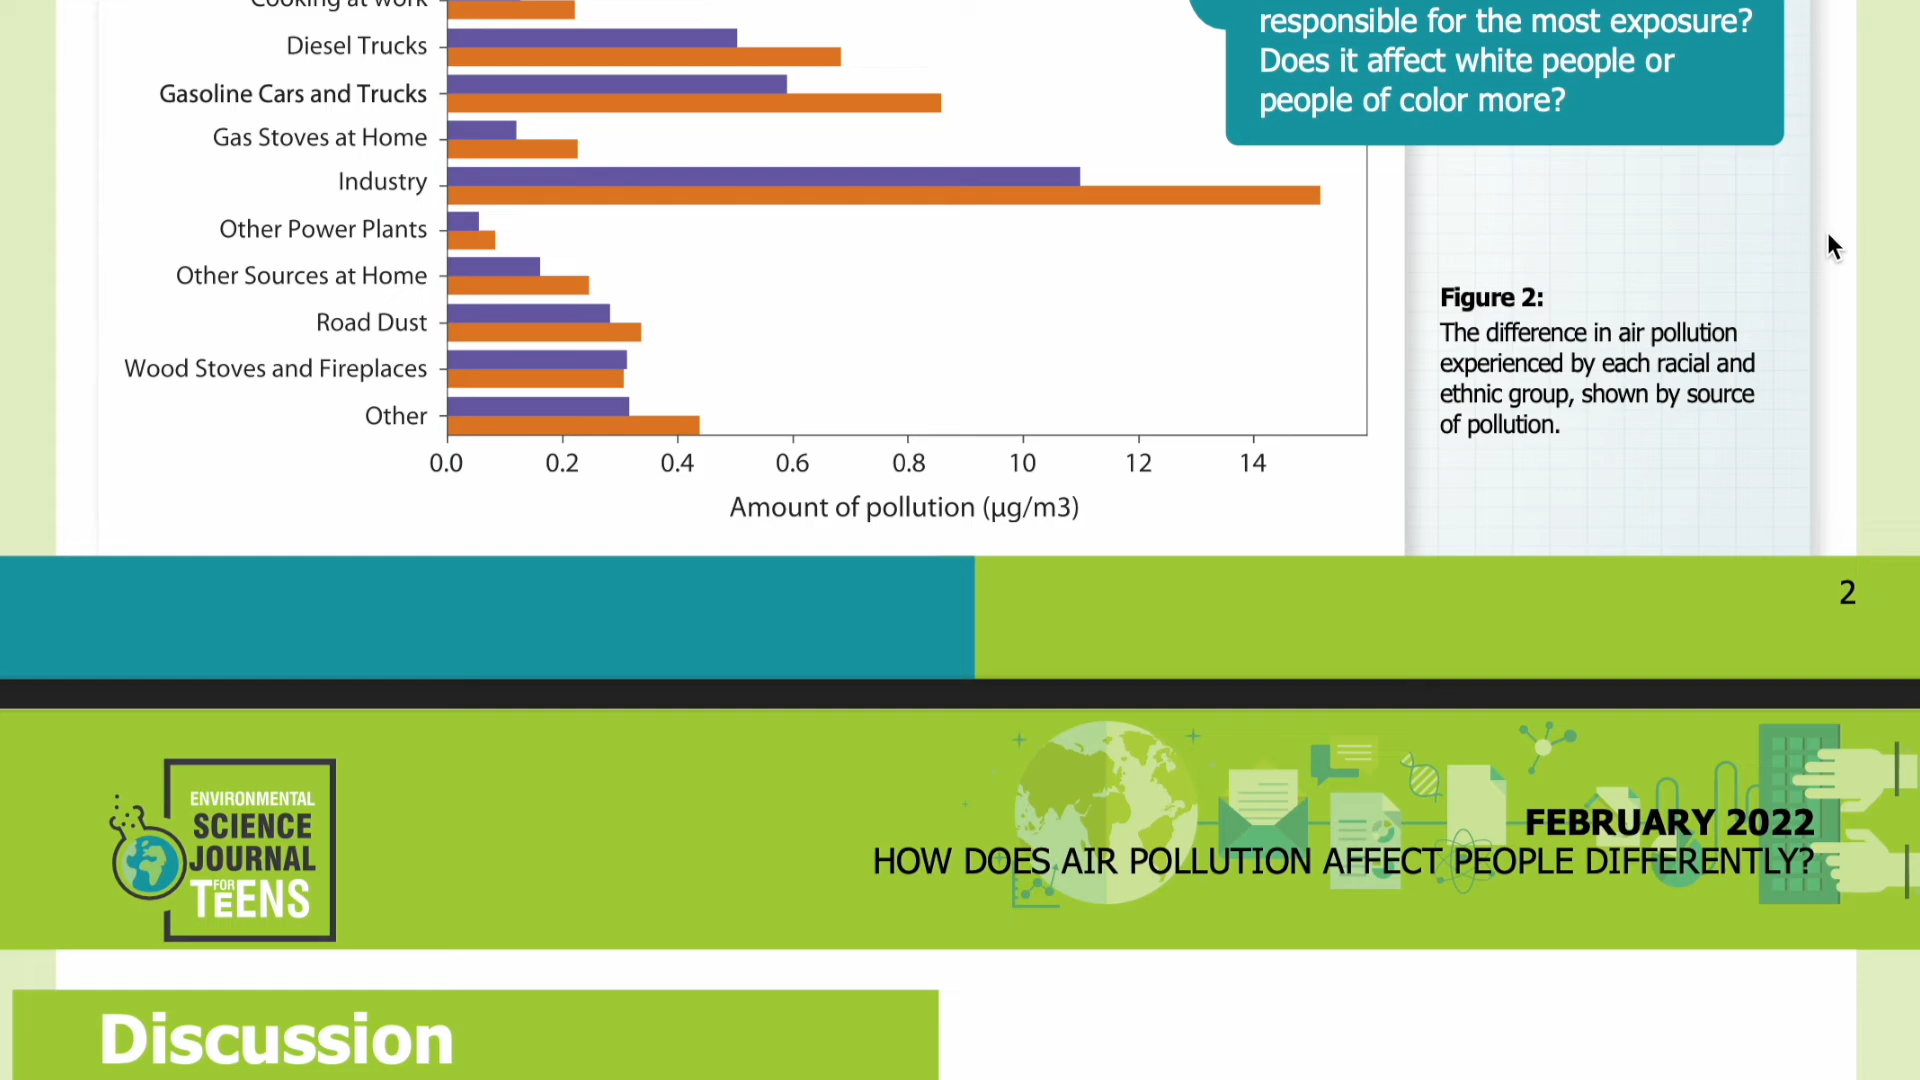 Cooking at work
responsible for the most exposure?
Diesel Trucks
Does it affect white people or
Gasoline Cars and Trucks
people of color more?
Gas Stoves at Home
Industry
Other Power Plants
Other Sources at Home
Figure 2:
Road Dust
The difference in air pollution
experienced by each racial and
Wood Stoves and Fireplaces
ethnic group, shown by source
Other
of pollution.
0.0 0.2 0.4 0.6 0.8 10 12 14
Amount of pollution (µg/m3)
2
ENVIRONMENTAL
SCIENCE
JOURNAL
FOR
TEENS
FEBRUARY 2022
HOW DOES AIR POLLUTION AFFECT PEOPLE DIFFERENTLY?
Discussion